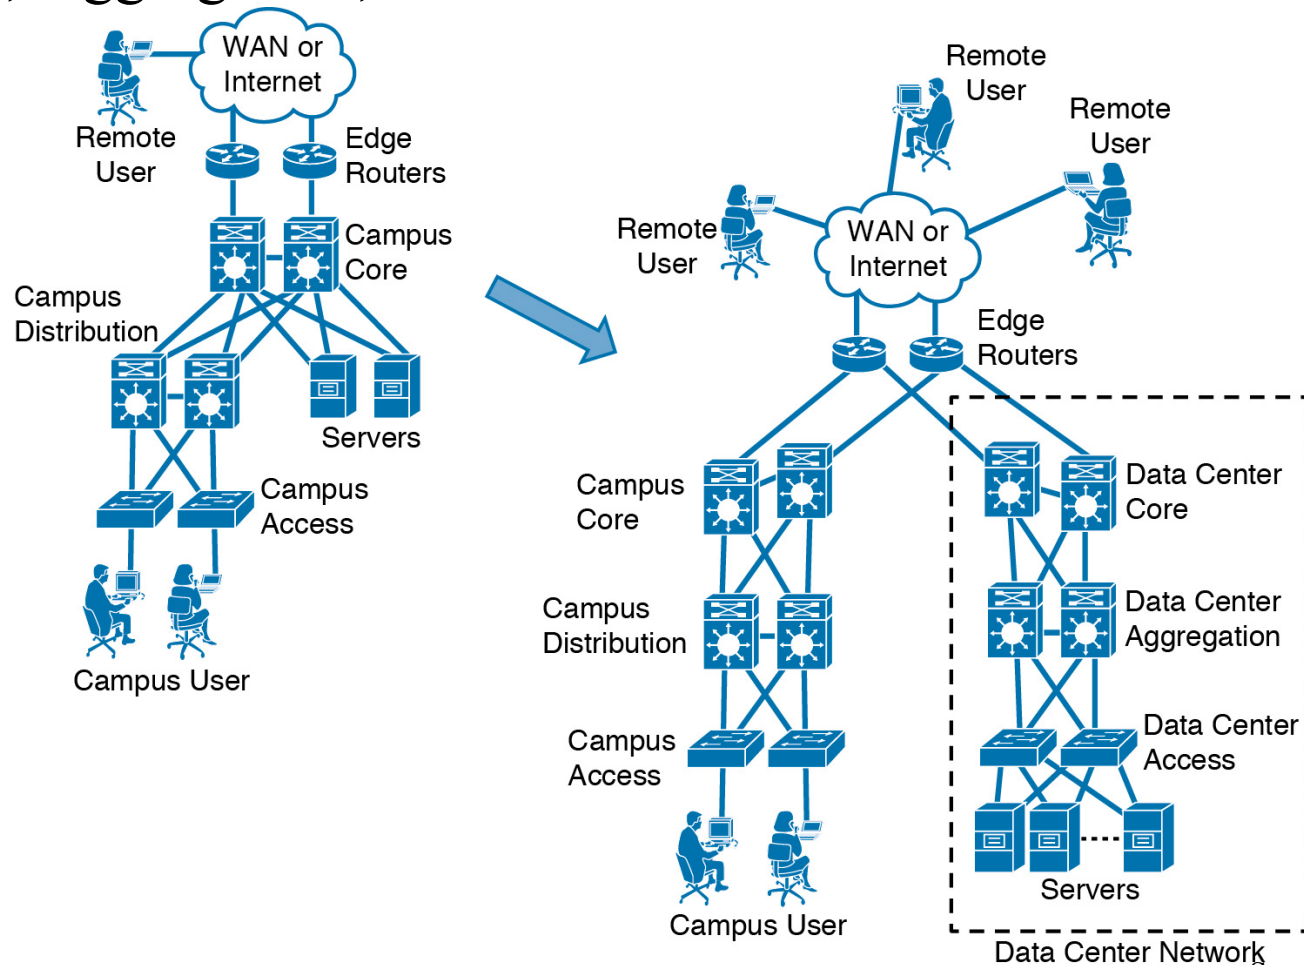 WAN or
Internet
Remote
User
Edge
Routers
Campus
Core
Campus
Distribution
Servers
Campus
Access
Campus User
Remote
User
Remote
User
Remote
User
WAN or
Internet
Edge
Routers
Campus
Core
Data Center
Core
Campus
Distribution
Data Center
Aggregation
Campus
Access
Data Center
Access
Servers
Campus User
Data Center Network